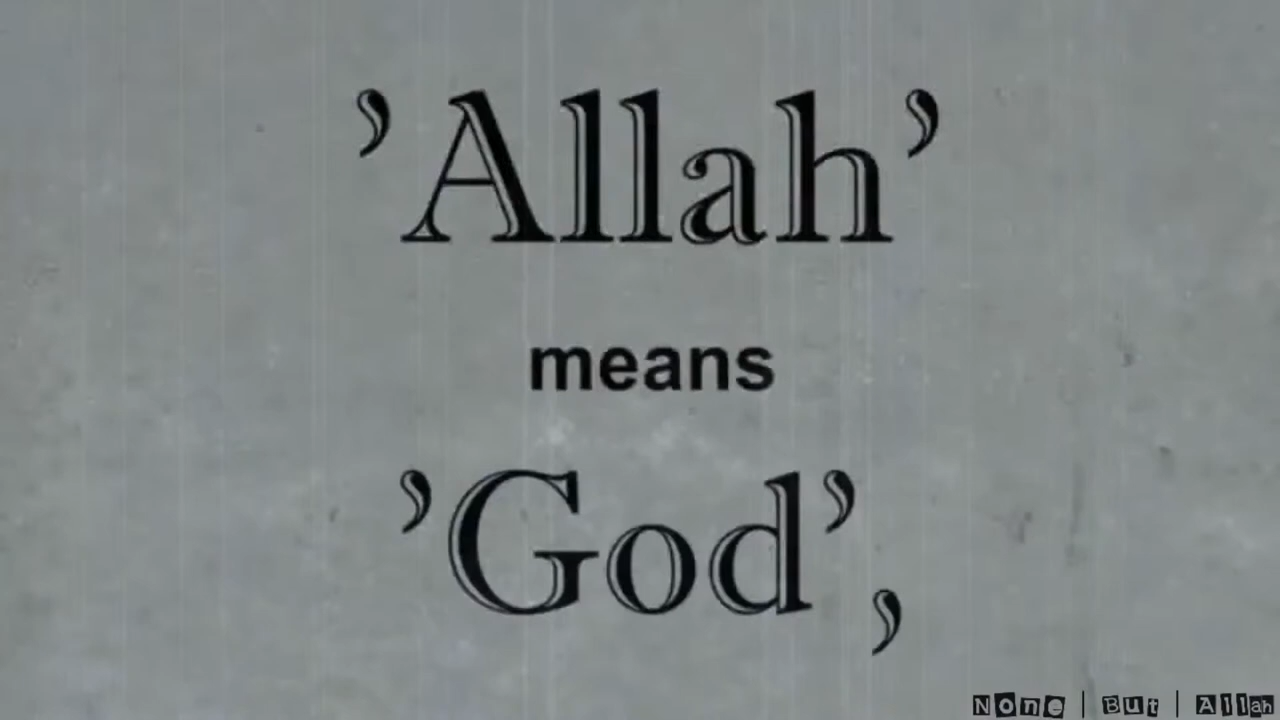 ’Allah’
means
’God’,
None | But | Allah